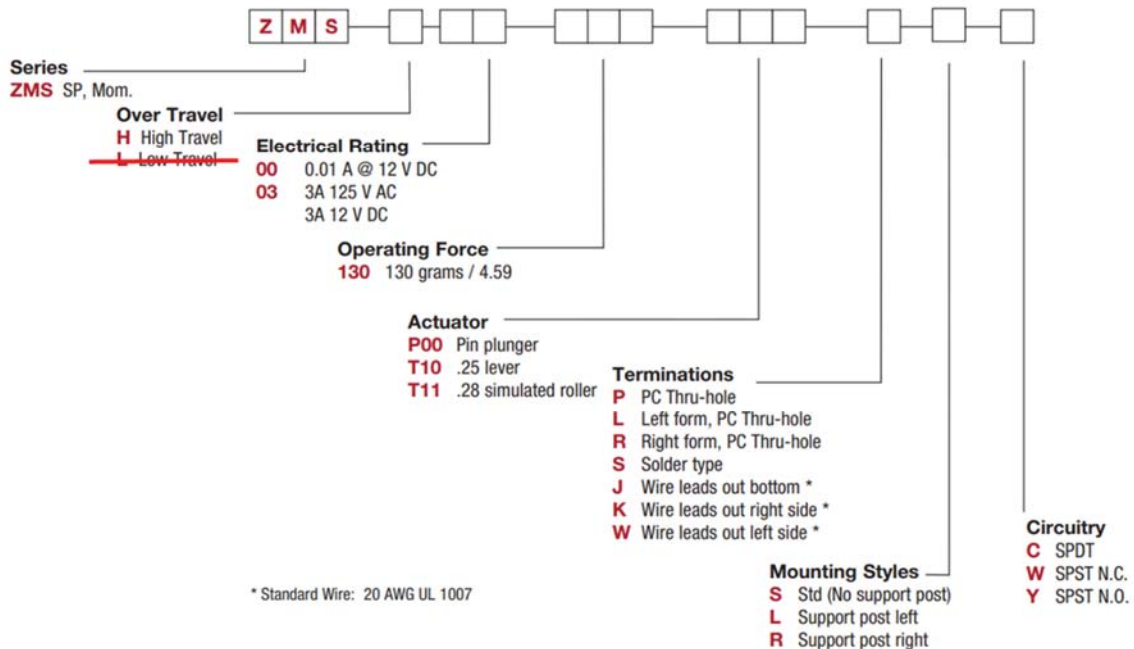 Z M S
Series
ZMS SP, Mom.
Over Travel
H High Travel
L Low Travel
Electrical Rating
00 0.01 A @ 12 V DC
03 3A 125 V AC
3A 12 V DC
Operating Force
130 130 grams / 4.59
Actuator
P00 Pin plunger
T10 .25 lever
T11 .28 simulated roller
Terminations
P PC Thru-hole
L Left form, PC Thru-hole
R Right form, PC Thru-hole
S Solder type
J Wire leads out bottom *
K Wire leads out right side *
W Wire leads out left side *
Mounting Styles
S Std (No support post)
L Support post left
R Support post right
Circuitry
C SPDT
W SPST N.C.
Y SPST N.O.
* Standard Wire: 20 AWG UL 1007